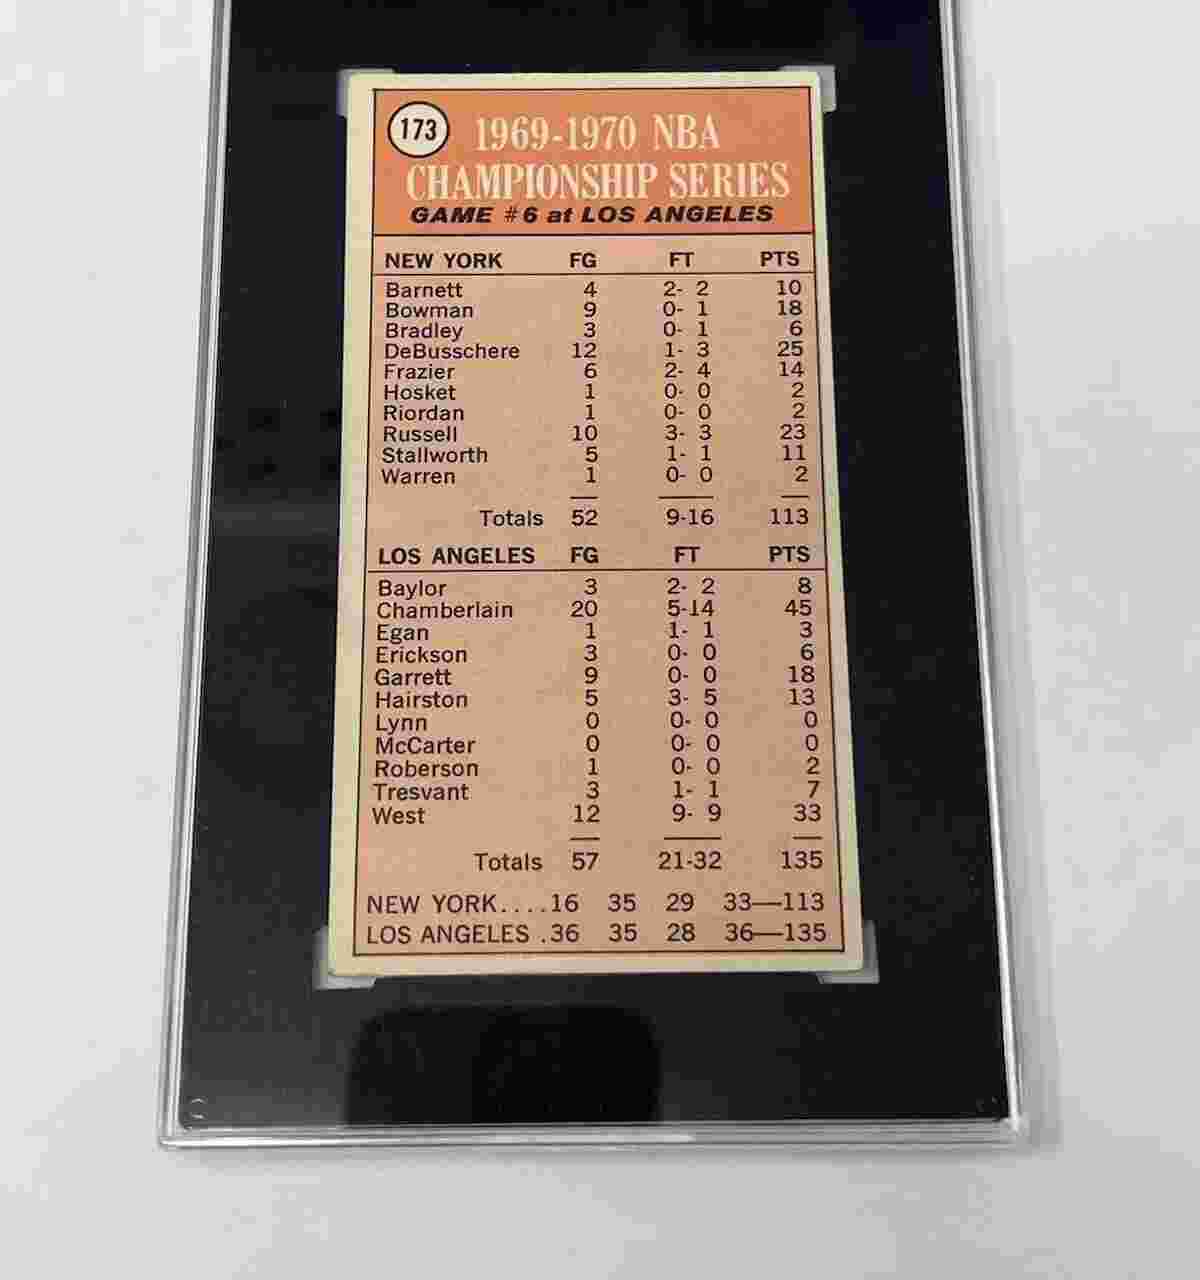 173
1969-1970 NBA
CHAMPIONSHIP SERIES
GAME #6 at LOS ANGELES
NEW YORK FG FT PTS
Barnett 4 2- 2 10
Bowman 9 0- 1 18
Bradley 3 0- 1 6
DeBusschere 12 1- 3 25
Frazier 6 2- 4 14
Hosket 1 0- 0 2
Riordan 1 0- 0 2
Russell 10 3- 3 23
Stallworth 5 1- 1 11
Warren 1 0- 0 2
Totals 52 9-16 113
LOS ANGELES FG FT PTS
Baylor 3 2- 2 8
Chamberlain 20 5-14 45
Egan 1 1- 1 3
Erickson 3 0- 0 6
Garrett 9 0- 0 18
Hairston 5 3- 5 13
Lynn 0 0- 0 0
McCarter 0 0- 0 0
Roberson 1 0- 0 2
Tresvant 3 1- 1 7
West 12 9- 9 33
Totals 57 21-32 135
NEW YORK....16 35 29 33—113
LOS ANGELES .36 35 28 36—135